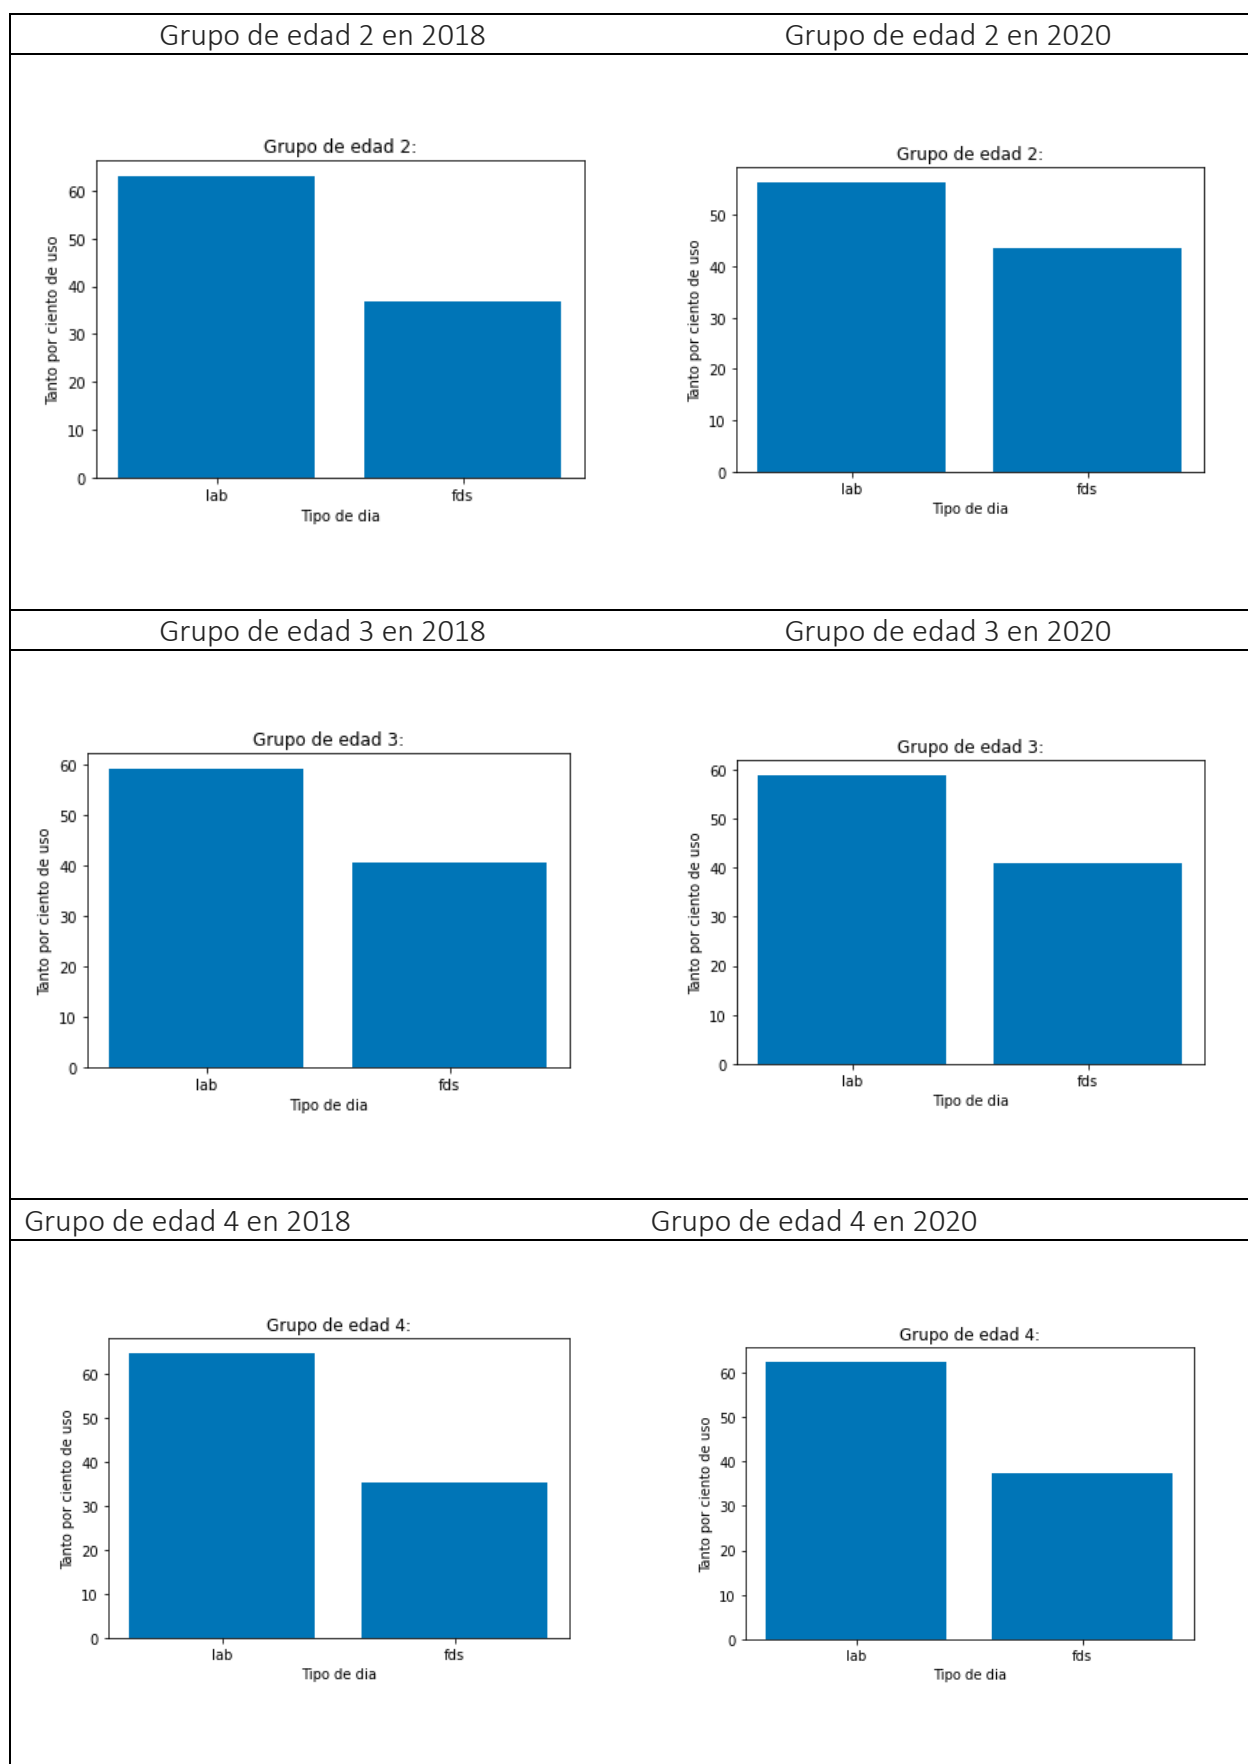 Grupo de edad 2 en 2018
Grupo de edad 2 en 2020
Grupo de edad 2:
60
50
40
30
20
10
0
Tanto por ciento de uso
lab
fds
Tipo de dia
Grupo de edad 2:
50
40
30
20
10
0
Tanto por ciento de uso
lab
fds
Tipo de dia
Grupo de edad 3 en 2018
Grupo de edad 3 en 2020
Grupo de edad 3:
60
50
40
30
20
10
0
Tanto por ciento de uso
lab
fds
Tipo de dia
Grupo de edad 3:
60
50
40
30
20
10
0
Tanto por ciento de uso
lab
fds
Tipo de dia
Grupo de edad 4 en 2018
Grupo de edad 4 en 2020
Grupo de edad 4:
60
50
40
30
20
10
0
Tanto por ciento de uso
lab
fds
Tipo de dia
Grupo de edad 4:
60
50
40
30
20
10
0
Tanto por ciento de uso
lab
fds
Tipo de dia